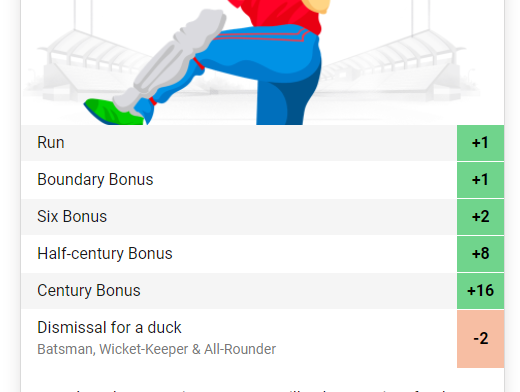 Run +1
Boundary Bonus +1
Six Bonus +2
Half-century Bonus +8
Century Bonus +16
Dismissal for a duck -2
Batsman, Wicket-Keeper & All-Rounder